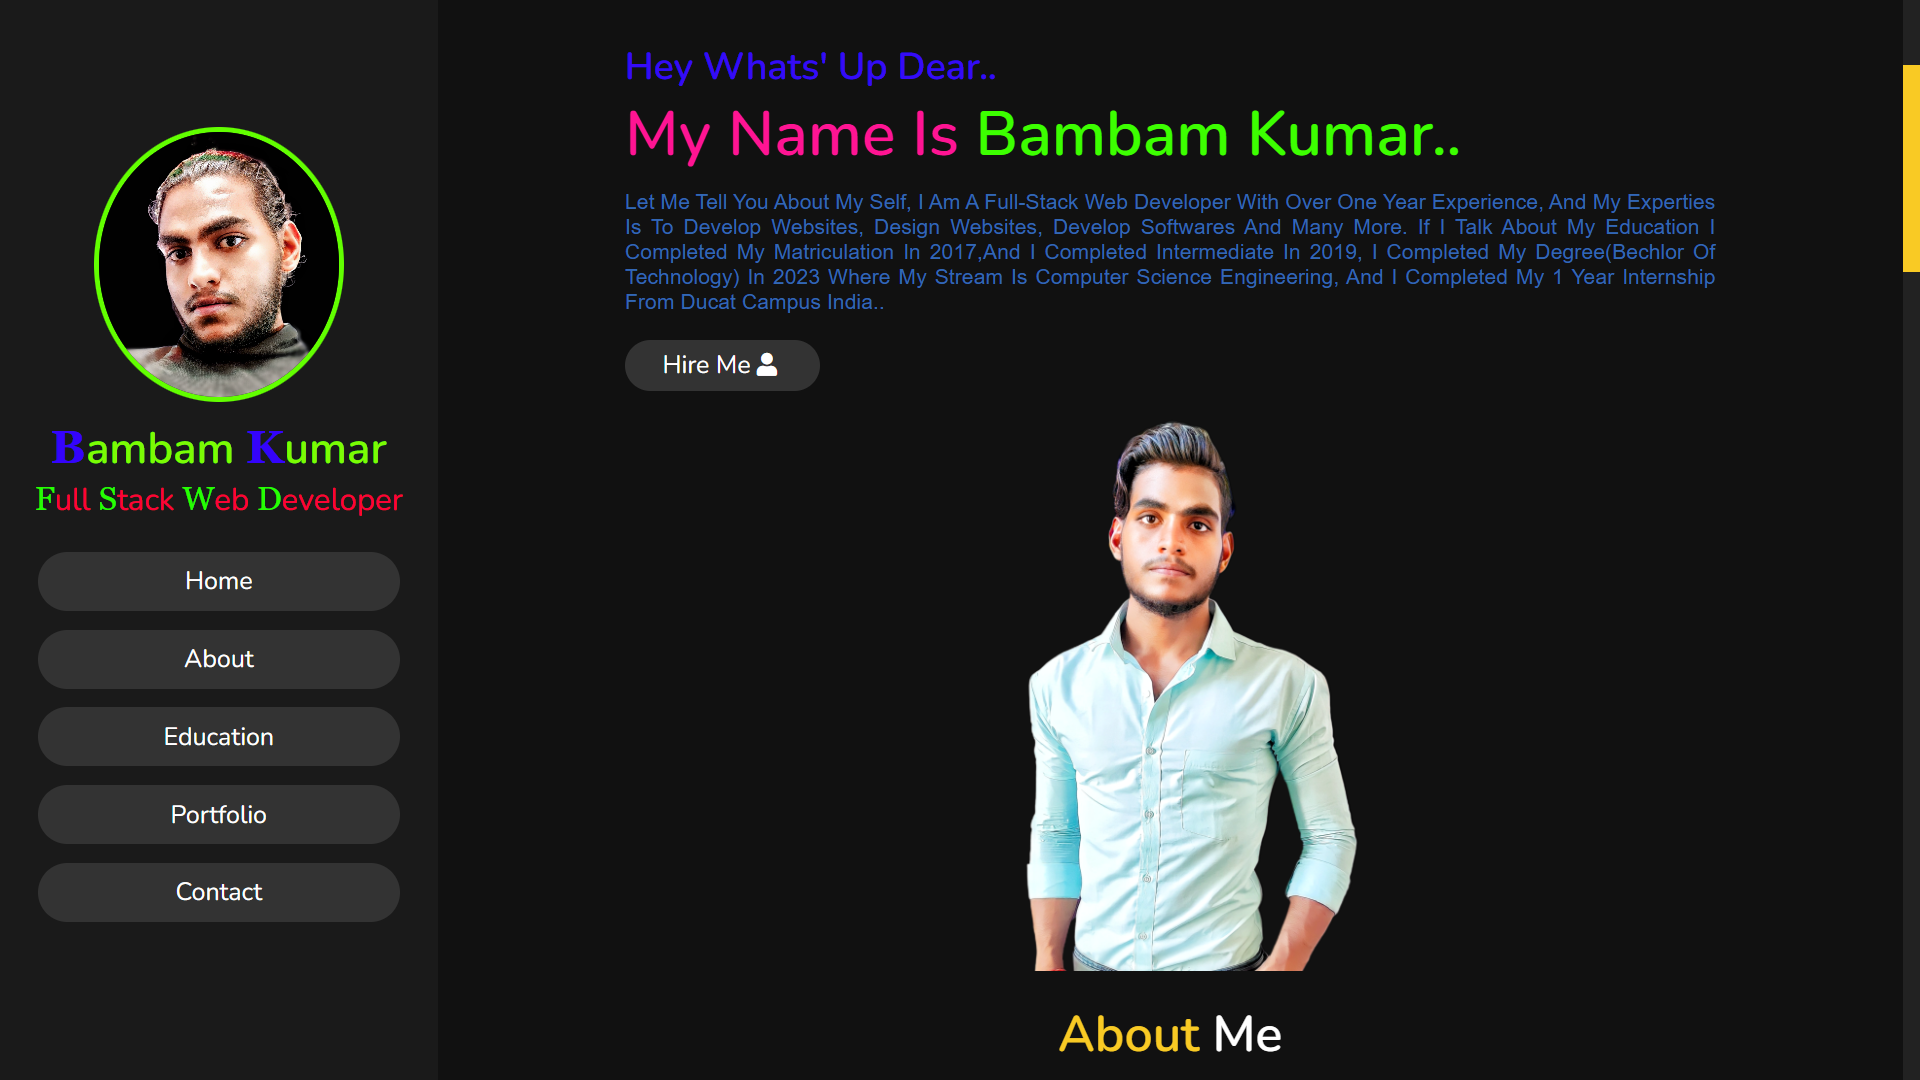 Bambam Kumar
Full Stack Web Developer
Home
About
Education
Portfolio
Contact
Hey Whats' Up Dear..
My Name Is Bambam Kumar..
Let Me Tell You About My Self, I Am A Full-Stack Web Developer With Over One Year Experience, And My Experties
Is To Develop Websites, Design Websites, Develop Softwares And Many More. If I Talk About My Education I
Completed My Matriculation In 2017,And I Completed Intermediate In 2019, I Completed My Degree(Bechlor Of
Technology) In 2023 Where My Stream Is Computer Science Engineering, And I Completed My 1 Year Internship
From Ducat Campus India..
Hire Me
About Me